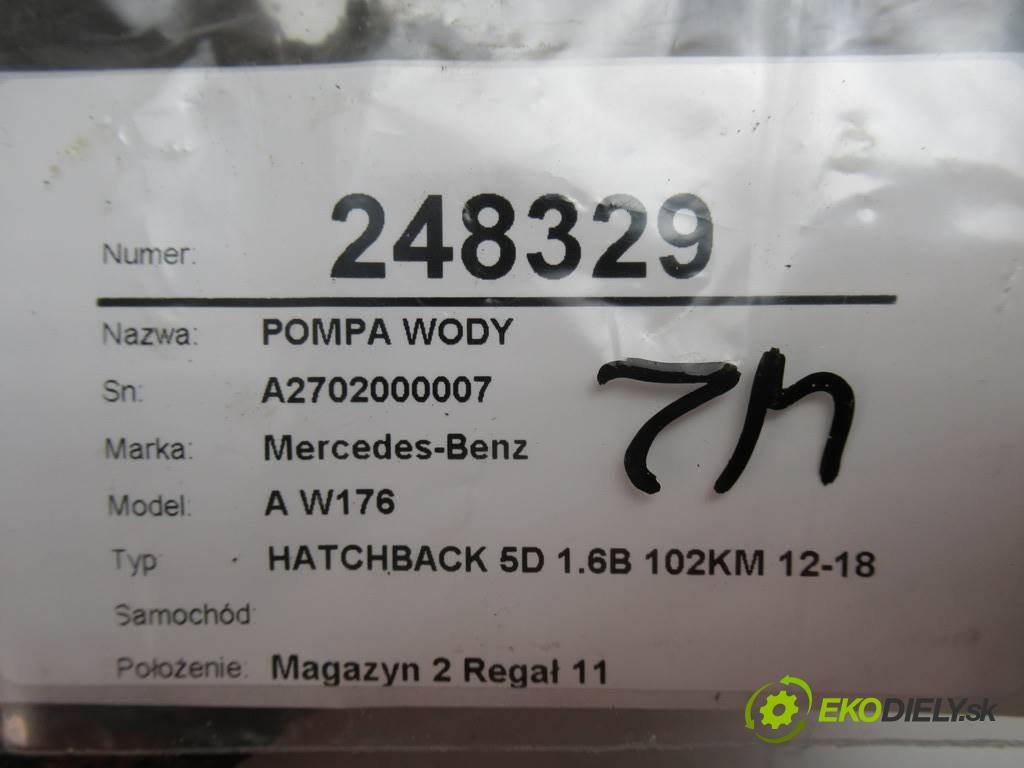 Numer: 248329
Nazwa: POMPA WODY
Sn: A2702000007
Marka: Mercedes-Benz
Model: A W176
Typ HATCHBACK 5D 1.6B 102KM 12-18
Samochód
Położenie: Magazyn 2 Regał 11
EKODIELY.sk